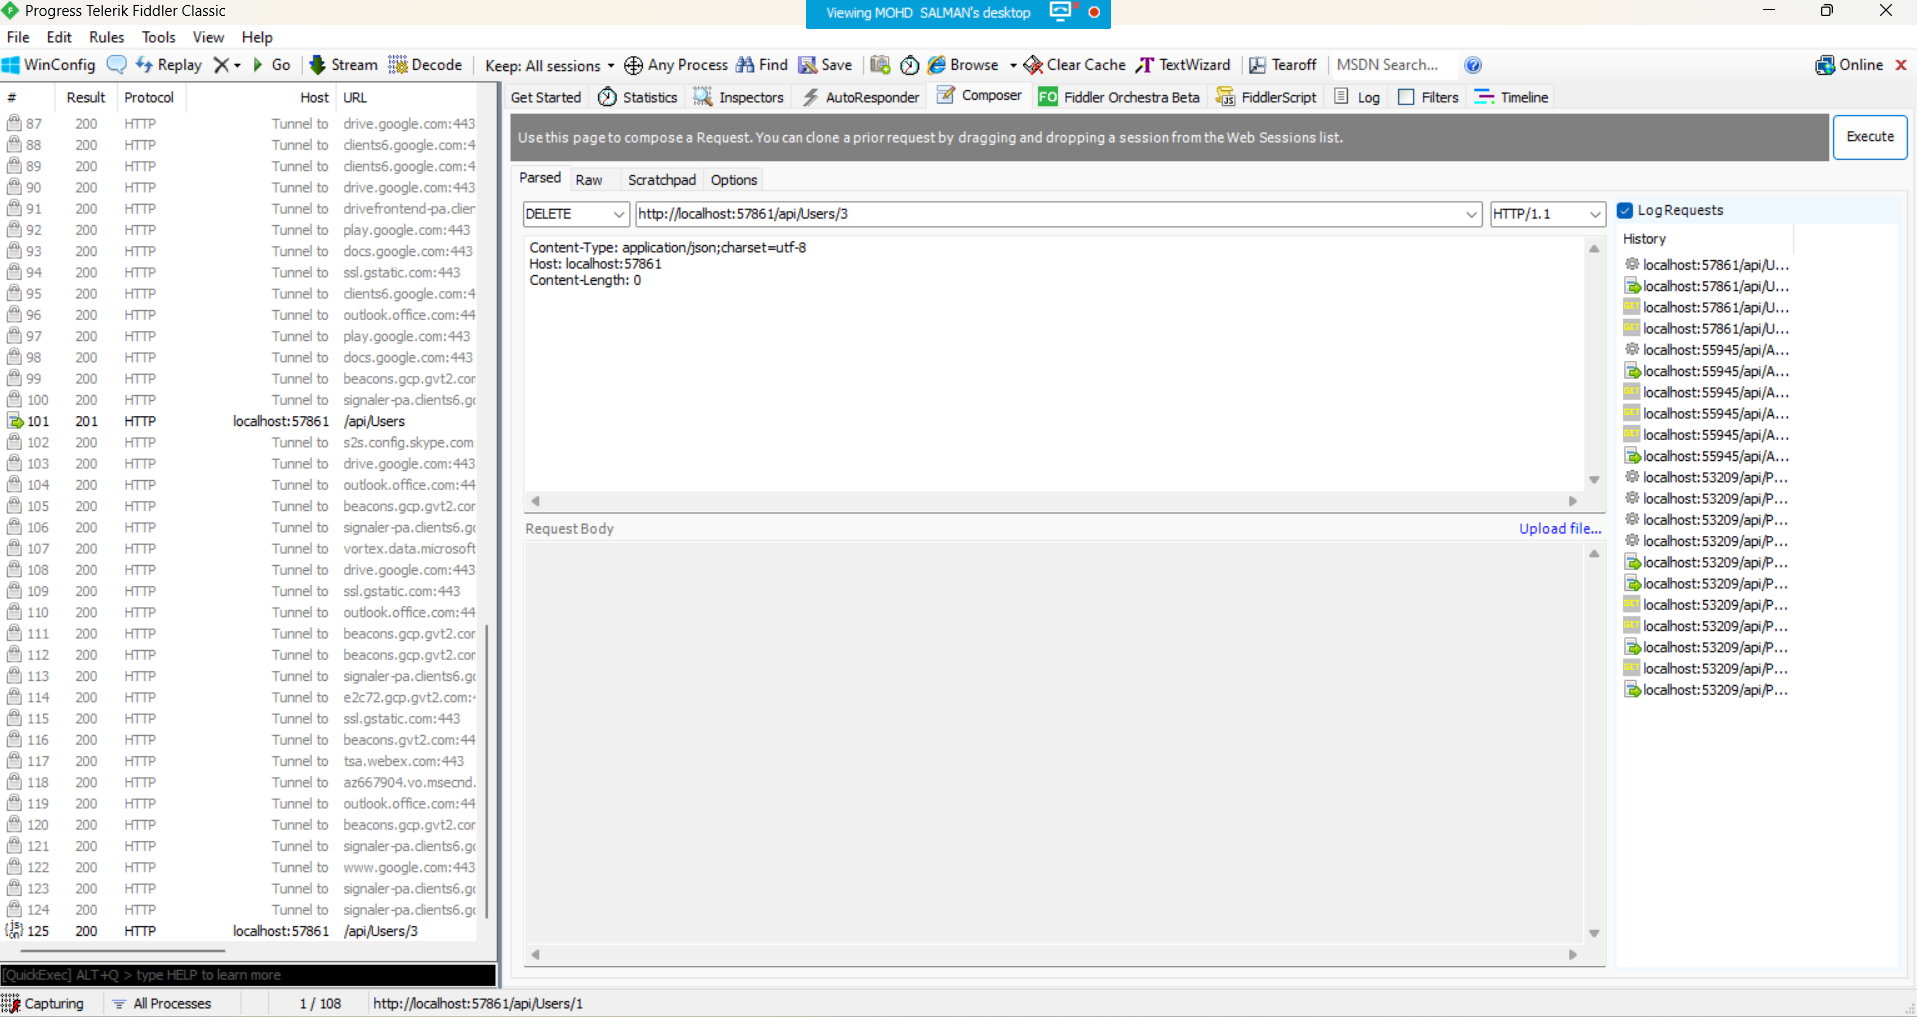 Progress Telerik Fiddler Classic
Viewing MOHD SALMAN's desktop
File Edit Rules Tools View Help
WinConfig Replay Go Stream Decode Keep: All sessions Any Process Find Save Browse Clear Cache TextWizard Tearoff MSDN Search... Online
# Result Protocol Host URL
87 200 HTTP Tunnel to drive.google.com:443
88 200 HTTP Tunnel to clients6.google.com:4
89 200 HTTP Tunnel to clients6.google.com:4
90 200 HTTP Tunnel to drive.google.com:443
91 200 HTTP Tunnel to drivefrontend-pa.clier
92 200 HTTP Tunnel to play.google.com:443
93 200 HTTP Tunnel to docs.google.com:443
94 200 HTTP Tunnel to ssl.gstatic.com:443
95 200 HTTP Tunnel to clients6.google.com:4
96 200 HTTP Tunnel to outlook.office.com:44
97 200 HTTP Tunnel to play.google.com:443
98 200 HTTP Tunnel to docs.google.com:443
99 200 HTTP Tunnel to beacons.gcp.gvt2.cor
100 200 HTTP Tunnel to signaler-pa.clients6.gc
101 201 HTTP localhost:57861 /api/Users
102 200 HTTP Tunnel to s2s.config.skype.com
103 200 HTTP Tunnel to drive.google.com:443
104 200 HTTP Tunnel to outlook.office.com:44
105 200 HTTP Tunnel to beacons.gcp.gvt2.cor
106 200 HTTP Tunnel to signaler-pa.clients6.gc
107 200 HTTP Tunnel to vortex.data.microsoft
108 200 HTTP Tunnel to drive.google.com:443
109 200 HTTP Tunnel to ssl.gstatic.com:443
110 200 HTTP Tunnel to outlook.office.com:44
111 200 HTTP Tunnel to beacons.gcp.gvt2.cor
112 200 HTTP Tunnel to beacons.gcp.gvt2.cor
113 200 HTTP Tunnel to signaler-pa.clients6.gc
114 200 HTTP Tunnel to e2c72.gcp.gvt2.com:
115 200 HTTP Tunnel to ssl.gstatic.com:443
116 200 HTTP Tunnel to beacons.gvt2.com:44
117 200 HTTP Tunnel to tsa.webex.com:443
118 200 HTTP Tunnel to az667904.vo.msecnd.
119 200 HTTP Tunnel to outlook.office.com:44
120 200 HTTP Tunnel to beacons.gcp.gvt2.cor
121 200 HTTP Tunnel to signaler-pa.clients6.gc
122 200 HTTP Tunnel to www.google.com:443
123 200 HTTP Tunnel to signaler-pa.clients6.gc
124 200 HTTP Tunnel to signaler-pa.clients6.gc
125 200 HTTP localhost:57861 /api/Users/3
[QuickExec] ALT+Q > type HELP to learn more
Get Started Statistics Inspectors AutoResponder Composer FO Fiddler Orchestra Beta FiddlerScript Log Filters Timeline
Use this page to compose a Request. You can clone a prior request by dragging and dropping a session from the Web Sessions list.
Execute
Parsed Raw Scratchpad Options
DELETE http://localhost:57861/api/Users/3 HTTP/1.1
Content-Type: application/json;charset=utf-8
Host: localhost:57861
Content-Length: 0
Request Body Upload file...
Log Requests
History
localhost:57861/api/U...
localhost:57861/api/U...
GET localhost:57861/api/U...
GET localhost:57861/api/U...
localhost:55945/api/A...
localhost:55945/api/A...
GET localhost:55945/api/A...
GET localhost:55945/api/A...
GET localhost:55945/api/A...
localhost:55945/api/A...
localhost:53209/api/P...
localhost:53209/api/P...
localhost:53209/api/P...
localhost:53209/api/P...
localhost:53209/api/P...
localhost:53209/api/P...
GET localhost:53209/api/P...
GET localhost:53209/api/P...
localhost:53209/api/P...
GET localhost:53209/api/P...
localhost:53209/api/P...
Capturing All Processes 1 / 108 http://localhost:57861/api/Users/1